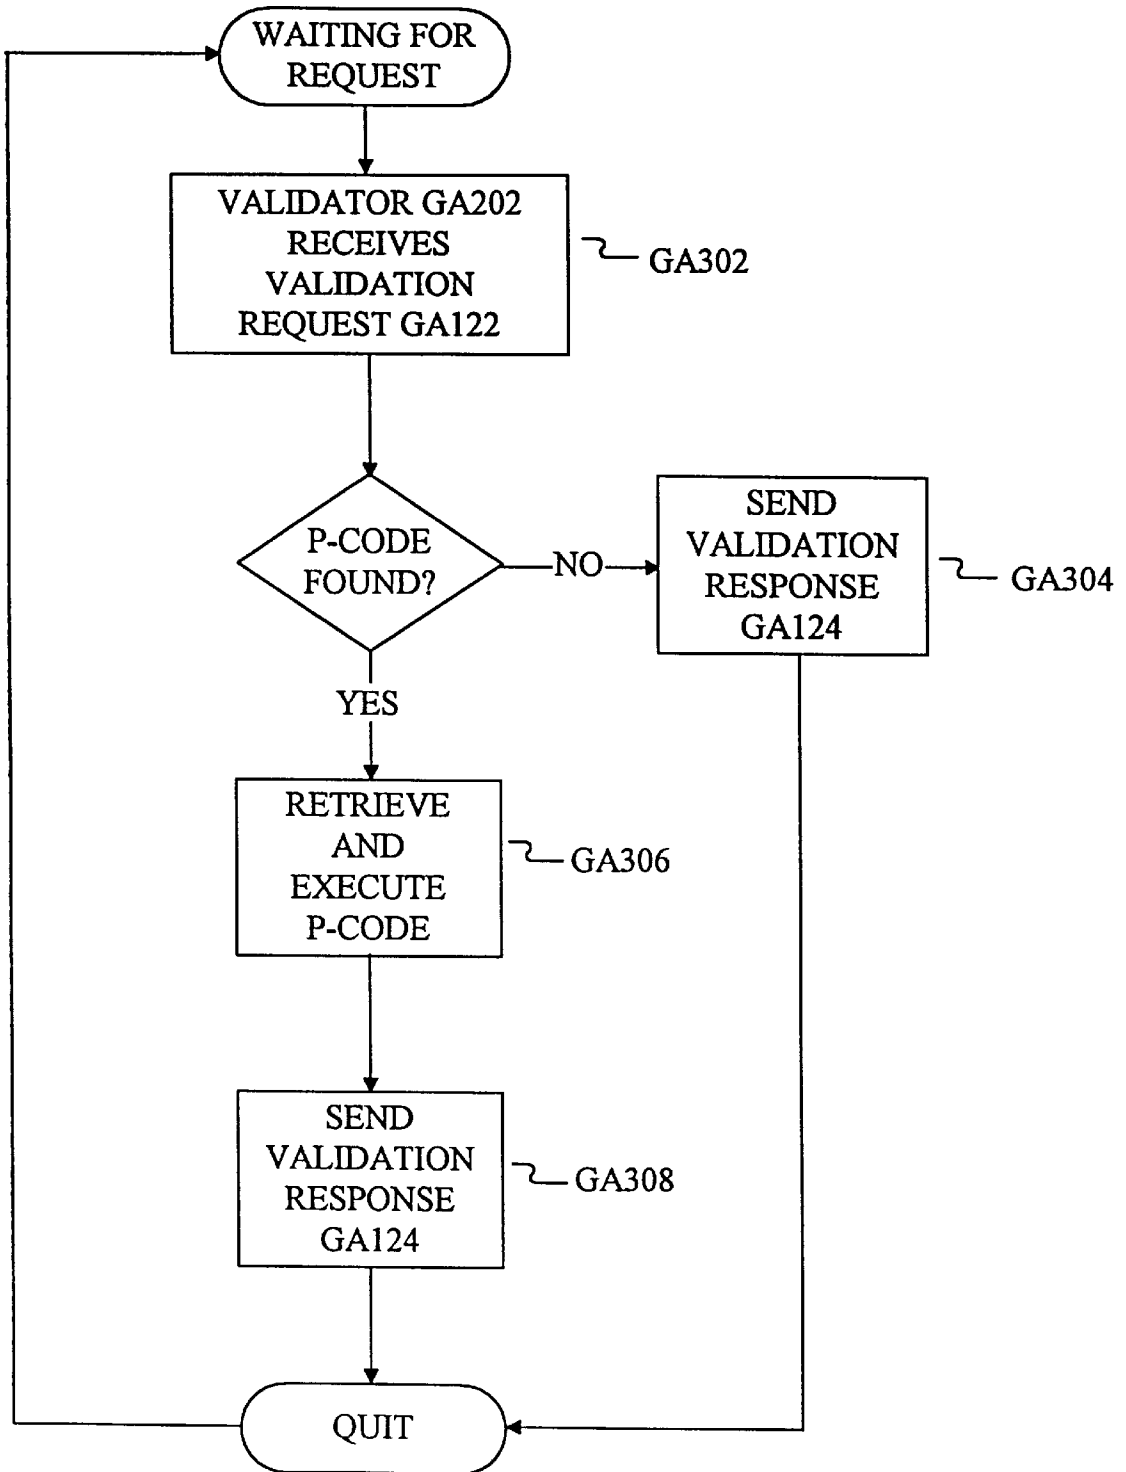 WAITING FOR
REQUEST
VALIDATOR GA202
RECEIVES
VALIDATION
REQUEST GA122
GA302
P-CODE
FOUND?
NO
SEND
VALIDATION
RESPONSE
GA124
GA304
YES
RETRIEVE
AND
EXECUTE
P-CODE
GA306
SEND
VALIDATION
RESPONSE
GA124
GA308
QUIT